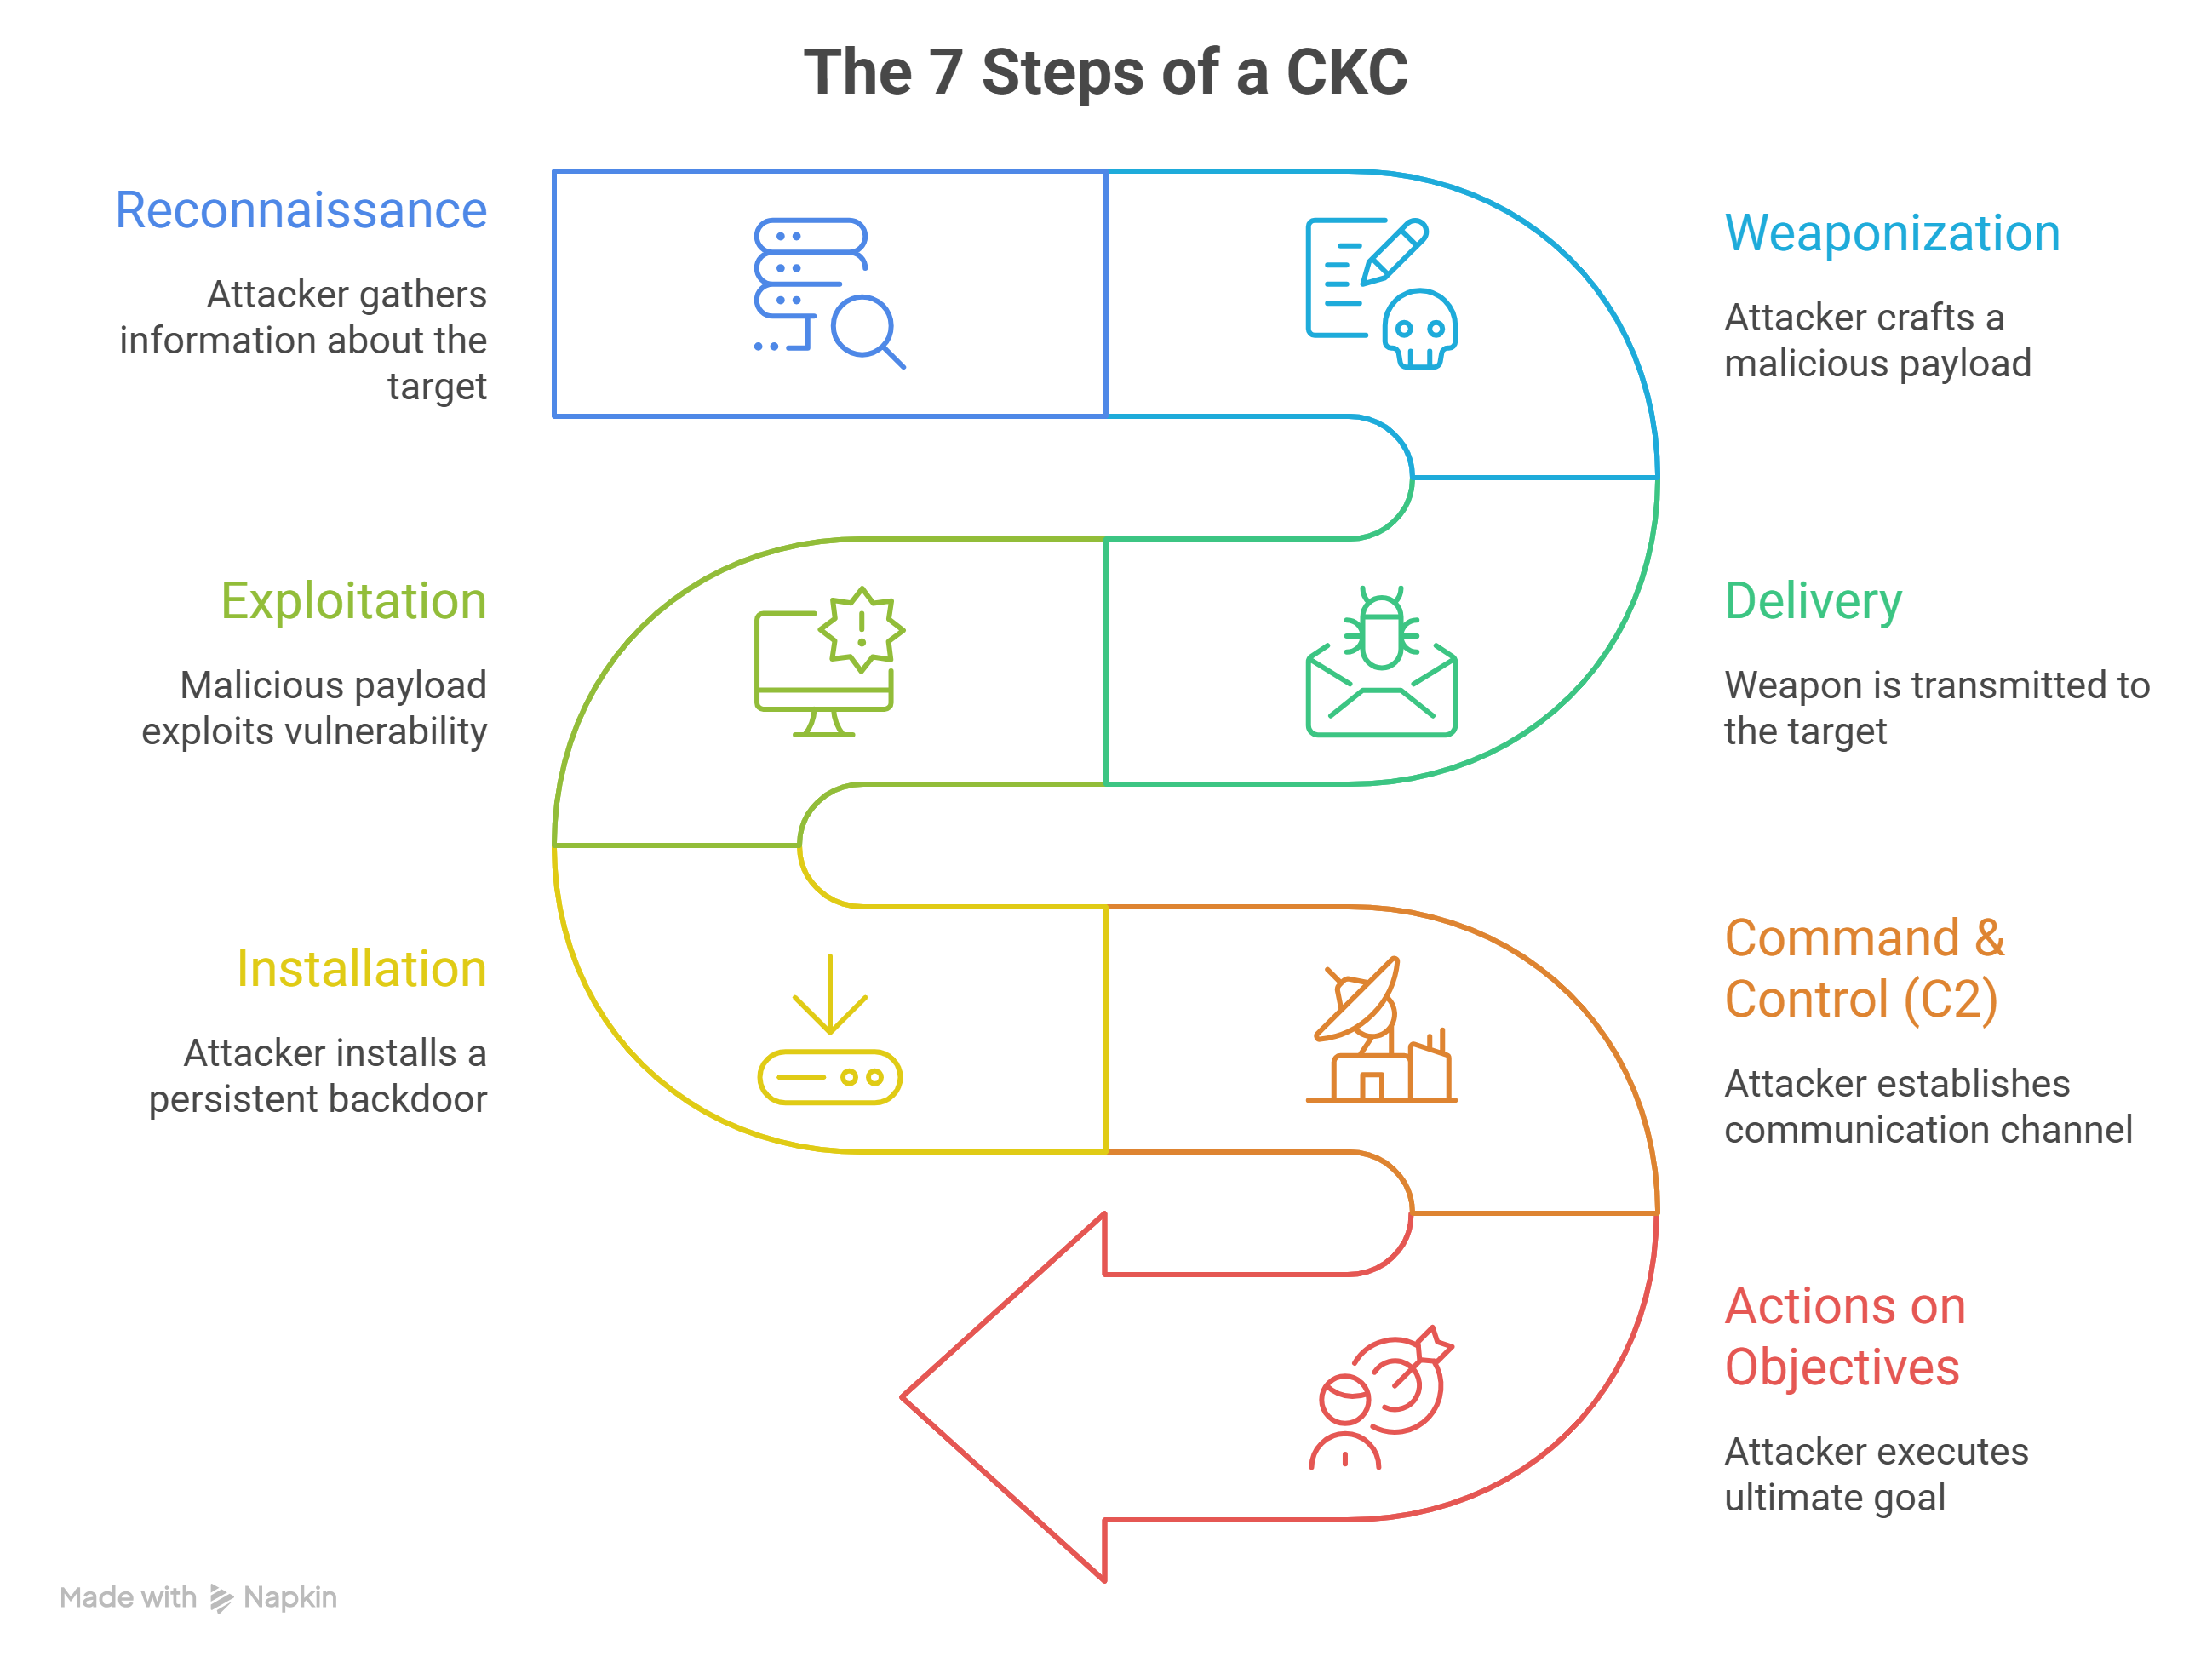 The 7 Steps of a CKC
Reconnaissance
Attacker gathers
information about the
target
Weaponization
Attacker crafts a
malicious payload
Delivery
Weapon is transmitted to
the target
Exploitation
Malicious payload
exploits vulnerability
Installation
Attacker installs a
persistent backdoor
Command &
Control (C2)
Attacker establishes
communication channel
Actions on
Objectives
Attacker executes
ultimate goal
Made with Napkin